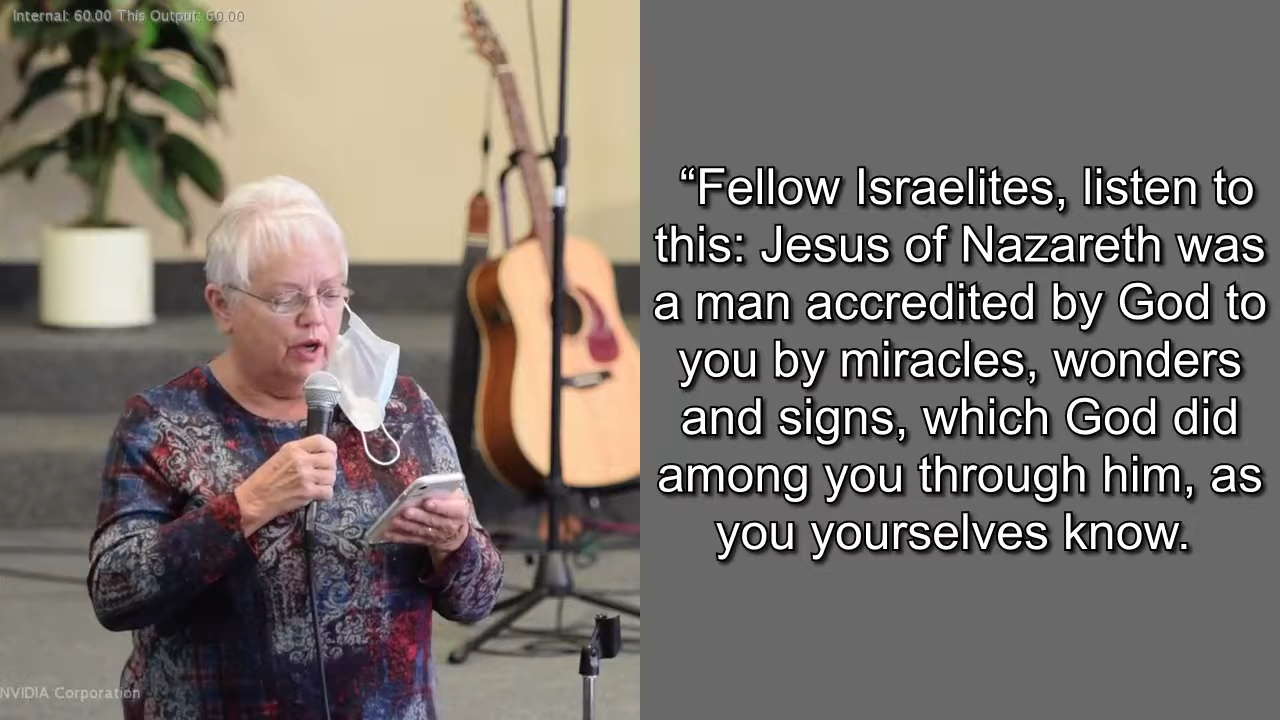 Internal: 60.00 This Output: 60.00
“Fellow Israelites, listen to
this: Jesus of Nazareth was
a man accredited by God to
you by miracles, wonders
and signs, which God did
among you through him, as
you yourselves know.
NVIDIA Corporation